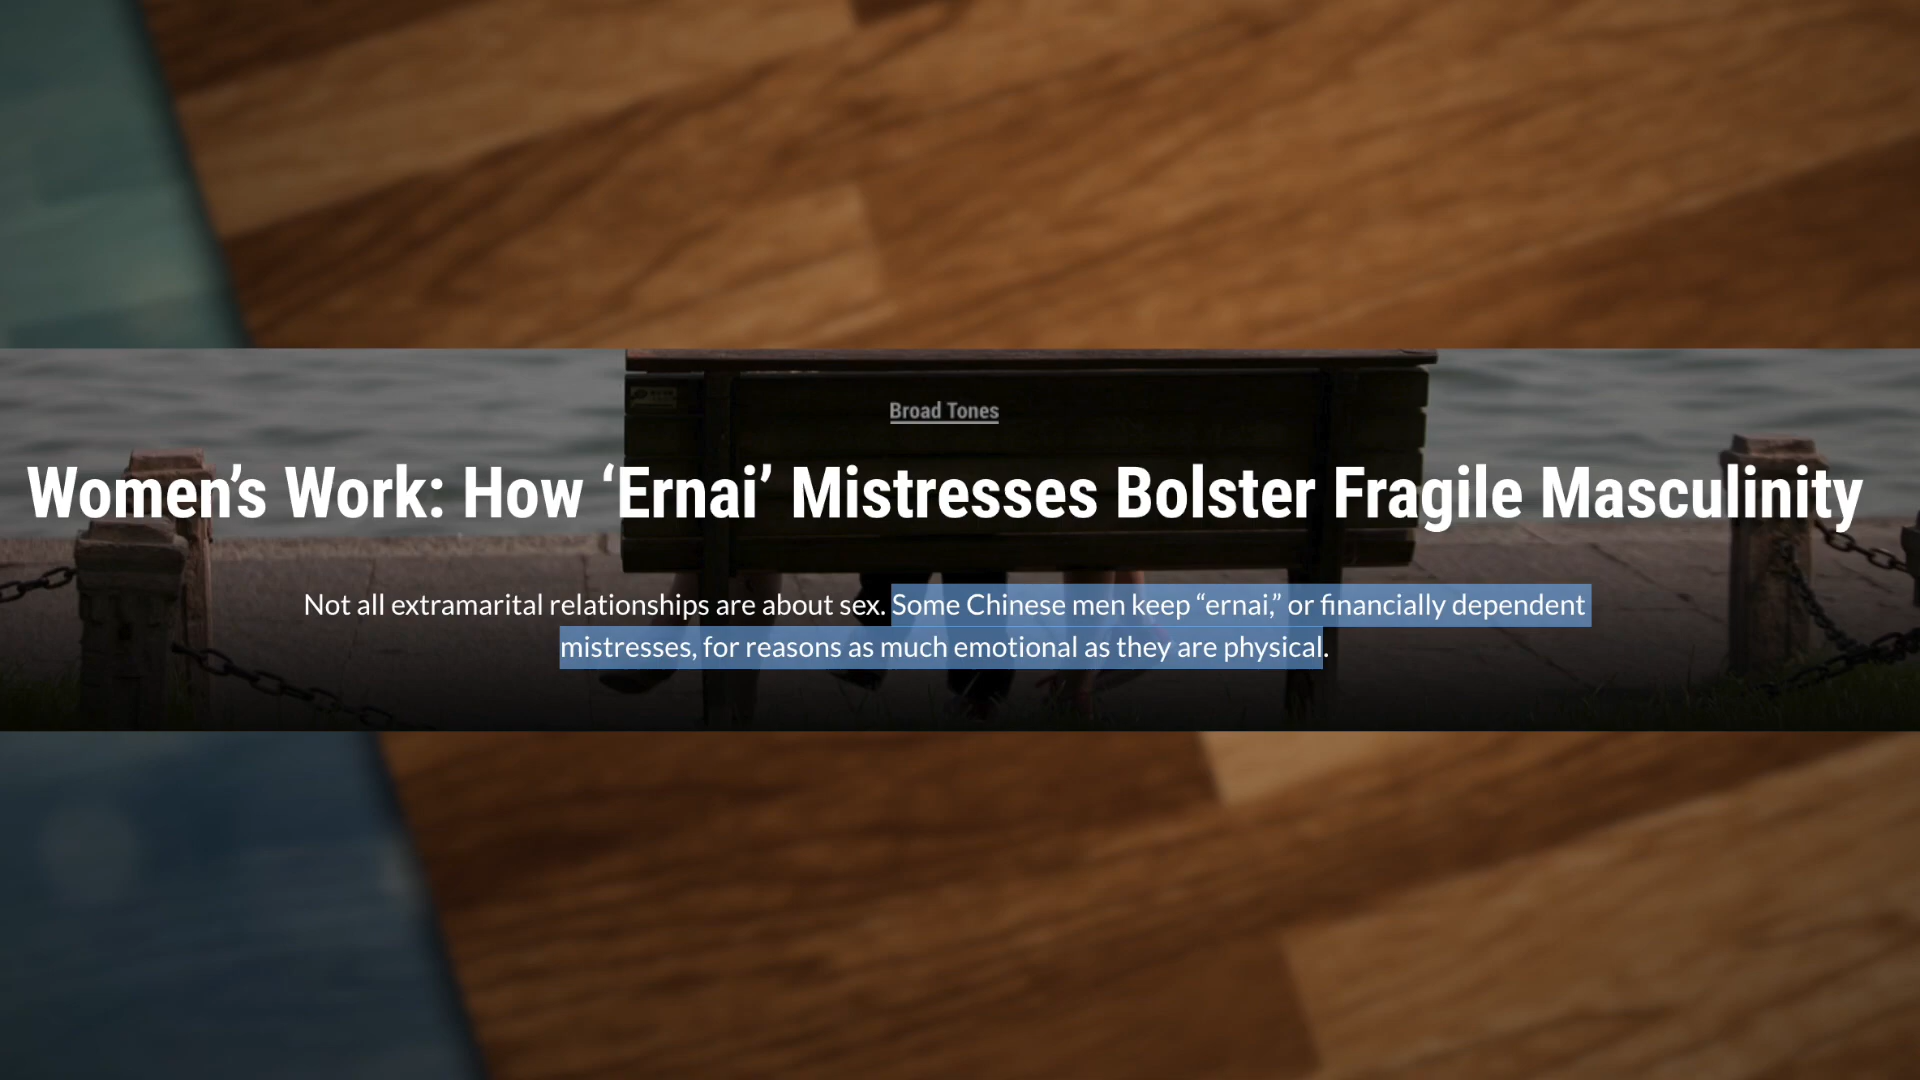 Broad Tones
Women’s Work: How ‘Ernai’ Mistresses Bolster Fragile Masculinity
Not all extramarital relationships are about sex. Some Chinese men keep “ernai,” or financially dependent
mistresses, for reasons as much emotional as they are physical.